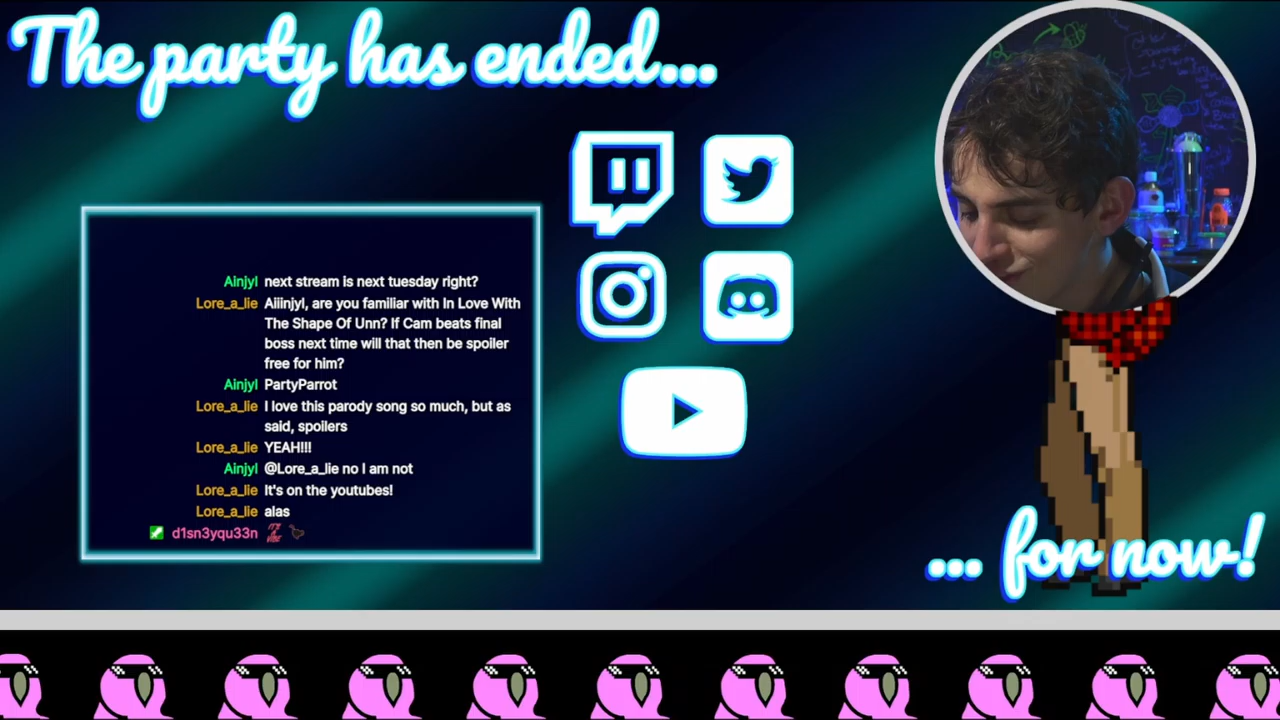 The party has ended...
Ainjyl next stream is next tuesday right?
Lore_a_lie Aiiinjyl, are you familiar with In Love With
The Shape Of Unn? If Cam beats final
boss next time will that then be spoiler
free for him?
Ainjyl PartyParrot
Lore_a_lie I love this parody song so much, but as
said, spoilers
Lore_a_lie YEAH!!!
Ainjyl @Lore_a_lie no I am not
Lore_a_lie It's on the youtubes!
Lore_a_lie alas
d1sn3yqu33n
... for now!